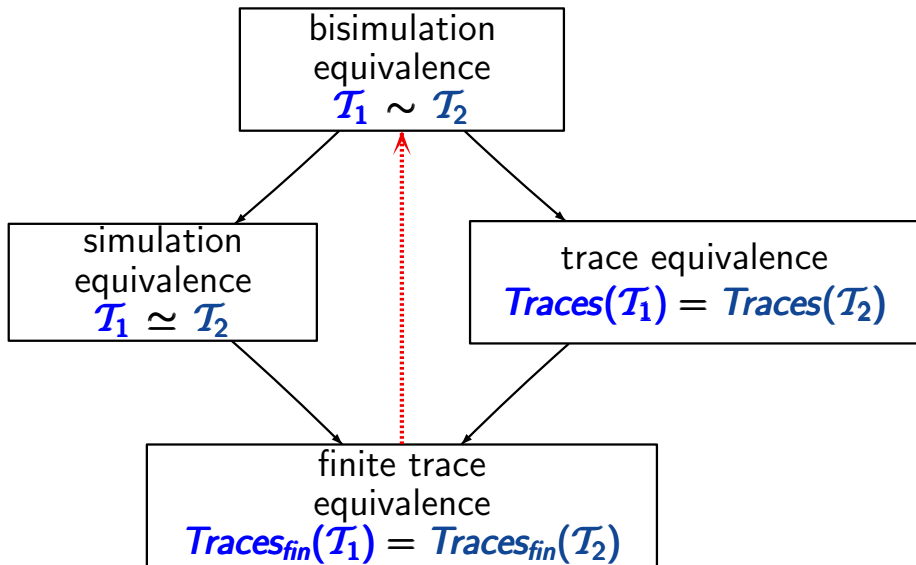 bisimulation
equivalence
𝒯₁ ∼ 𝒯₂
simulation
equivalence
𝒯₁ ≃ 𝒯₂
trace equivalence
Traces(𝒯₁) = Traces(𝒯₂)
finite trace
equivalence
Traces_fin(𝒯₁) = Traces_fin(𝒯₂)